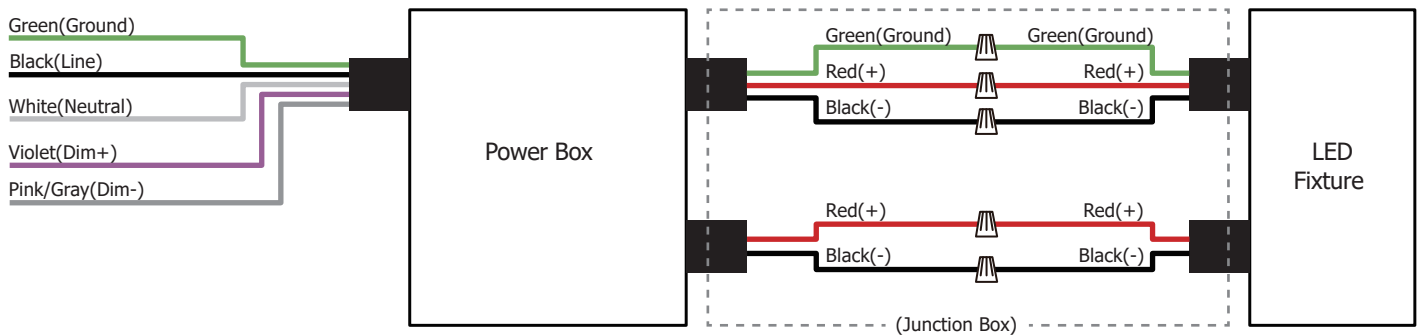 Green(Ground)
Black(Line)
White(Neutral)
Violet(Dim+)
Pink/Gray(Dim-)
Power Box
Green(Ground)
Green(Ground)
Red(+)
Red(+)
Black(-)
Black(-)
Red(+)
Red(+)
Black(-)
Black(-)
(Junction Box)
LED
Fixture